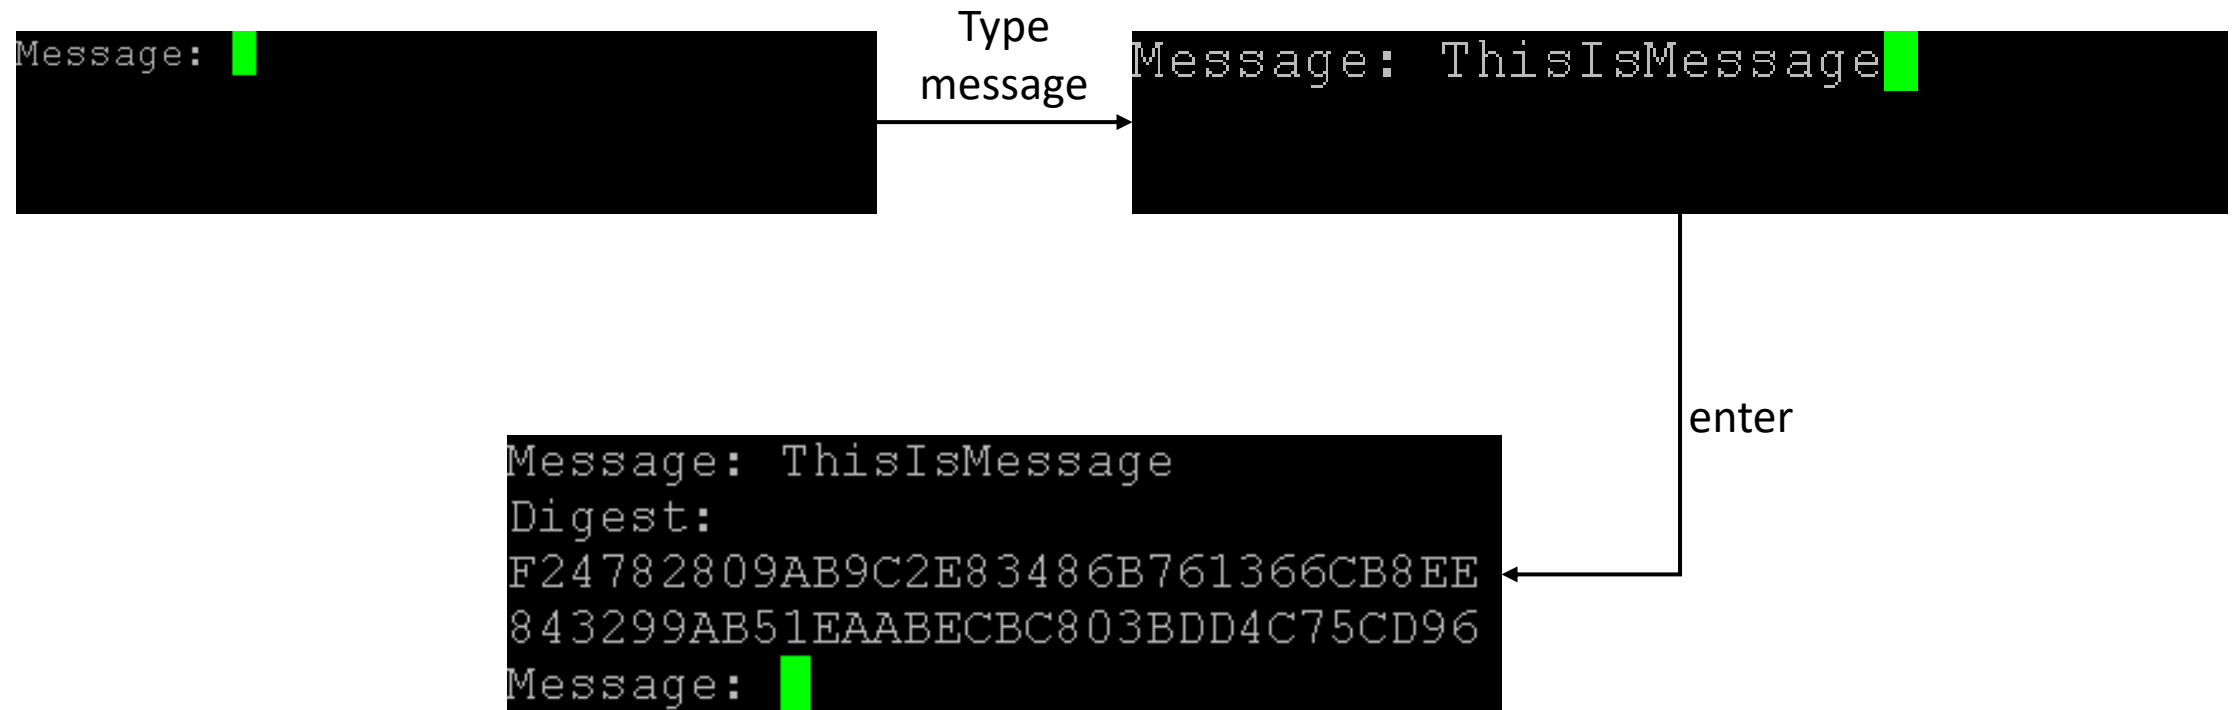 Message:
Type
message
Message: ThisIsMessage
enter
Message: ThisIsMessage
Digest:
F24782809AB9C2E83486B761366CB8EE
843299AB51EAABECBC803BDD4C75CD96
Message: